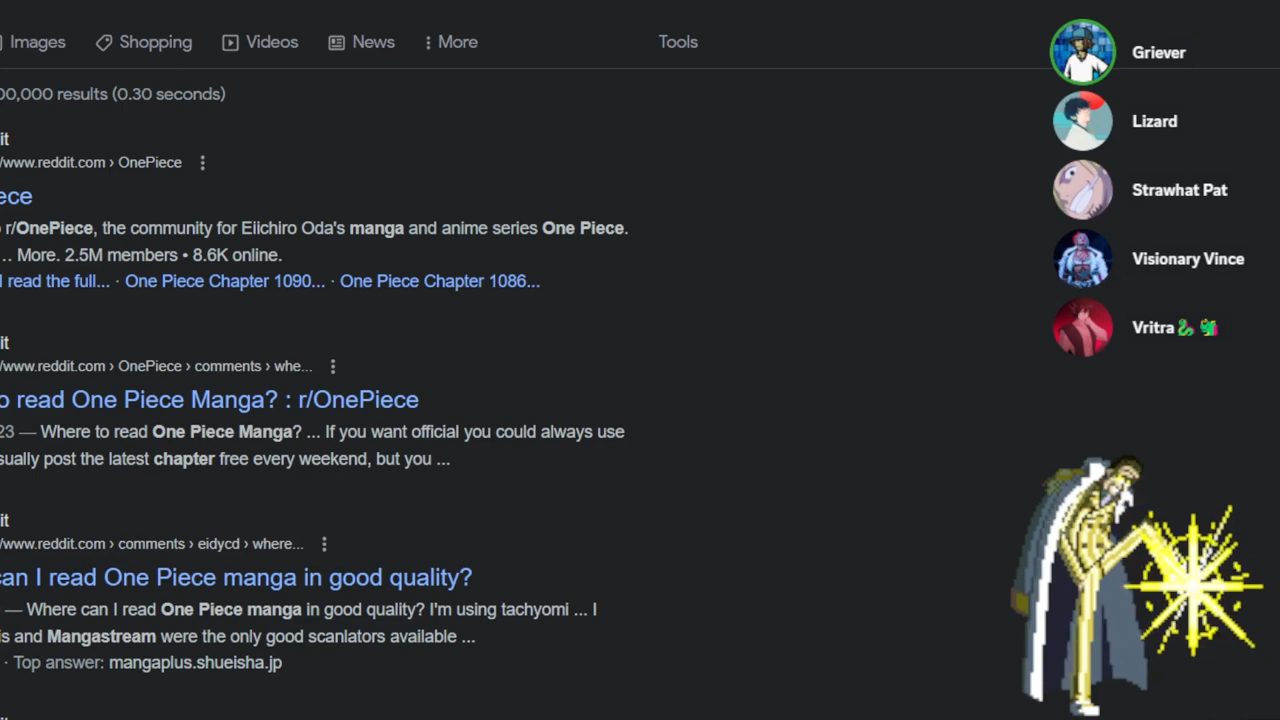 Images
Shopping
Videos
News
More
Tools
00,000 results (0.30 seconds)
it
/www.reddit.com › OnePiece
ece
r/OnePiece, the community for Eiichiro Oda's manga and anime series One Piece.
... More. 2.5M members • 8.6K online.
I read the full... · One Piece Chapter 1090... · One Piece Chapter 1086...
it
/www.reddit.com › OnePiece › comments › whe...
o read One Piece Manga? : r/OnePiece
23 — Where to read One Piece Manga? ... If you want official you could always use
sually post the latest chapter free every weekend, but you ...
it
/www.reddit.com › comments › eidycd › where...
can I read One Piece manga in good quality?
— Where can I read One Piece manga in good quality? I'm using tachyomi ... I
is and Mangastream were the only good scanlators available ...
· Top answer: mangaplus.shueisha.jp
Griever
Lizard
Strawhat Pat
Visionary Vince
Vritra🐍 🐲